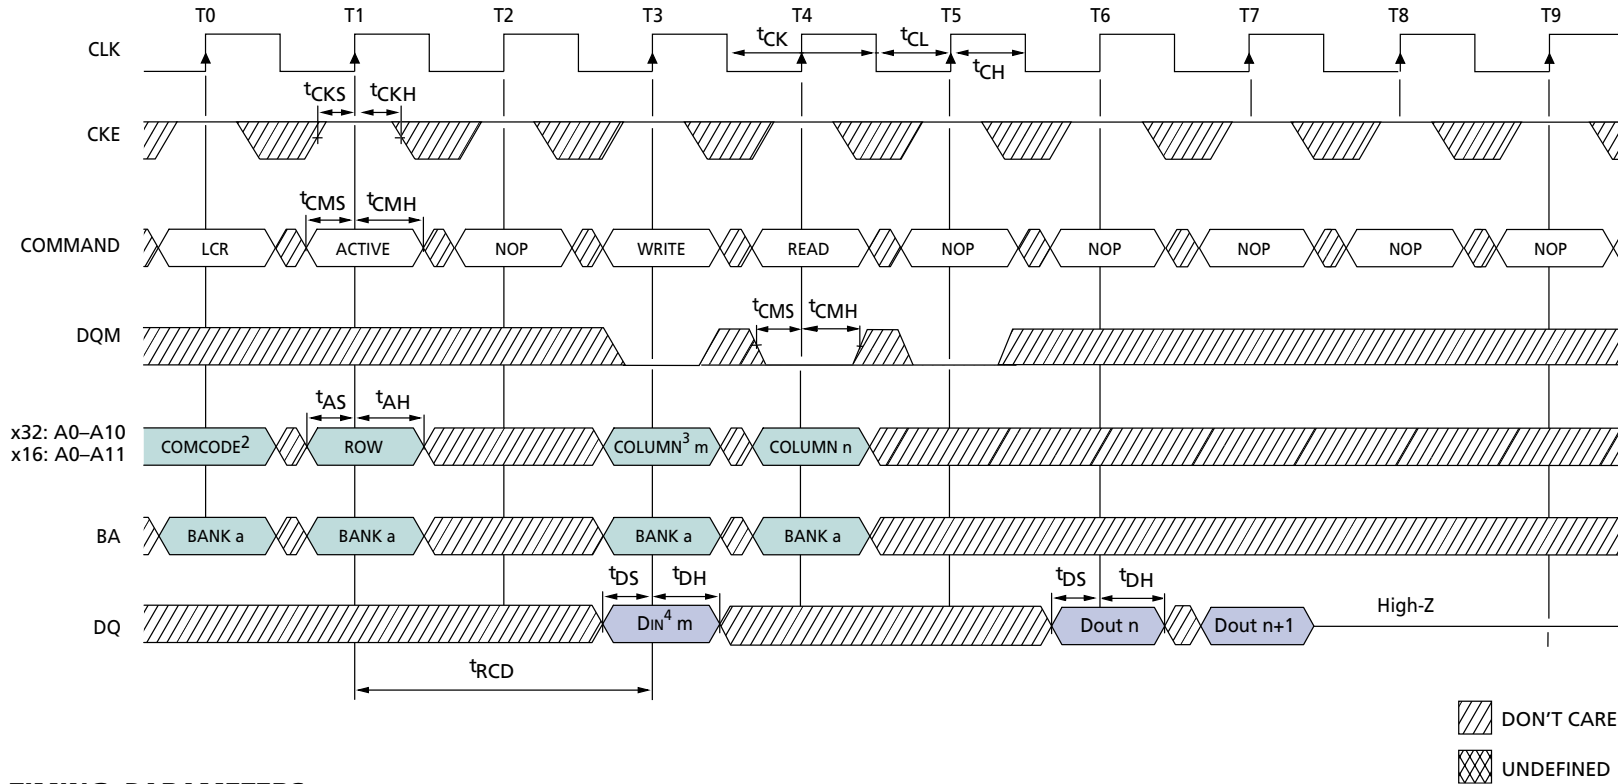 T0 T1 T2 T3 T4 T5 T6 T7 T8 T9
CLK
tCK tCL
tCH
tCKS tCKH
CKE
tCMS tCMH
COMMAND LCR ACTIVE NOP WRITE READ NOP NOP NOP NOP NOP
tCMS tCMH
DQM
tAS tAH
x32: A0–A10
x16: A0–A11
COMCODE2 ROW COLUMN3 m COLUMN n
BA BANK a BANK a BANK a BANK a
tDS tDH tDS tDH
DQ DIN4 m Dout n Dout n+1 High-Z
tRCD
DON'T CARE
UNDEFINED